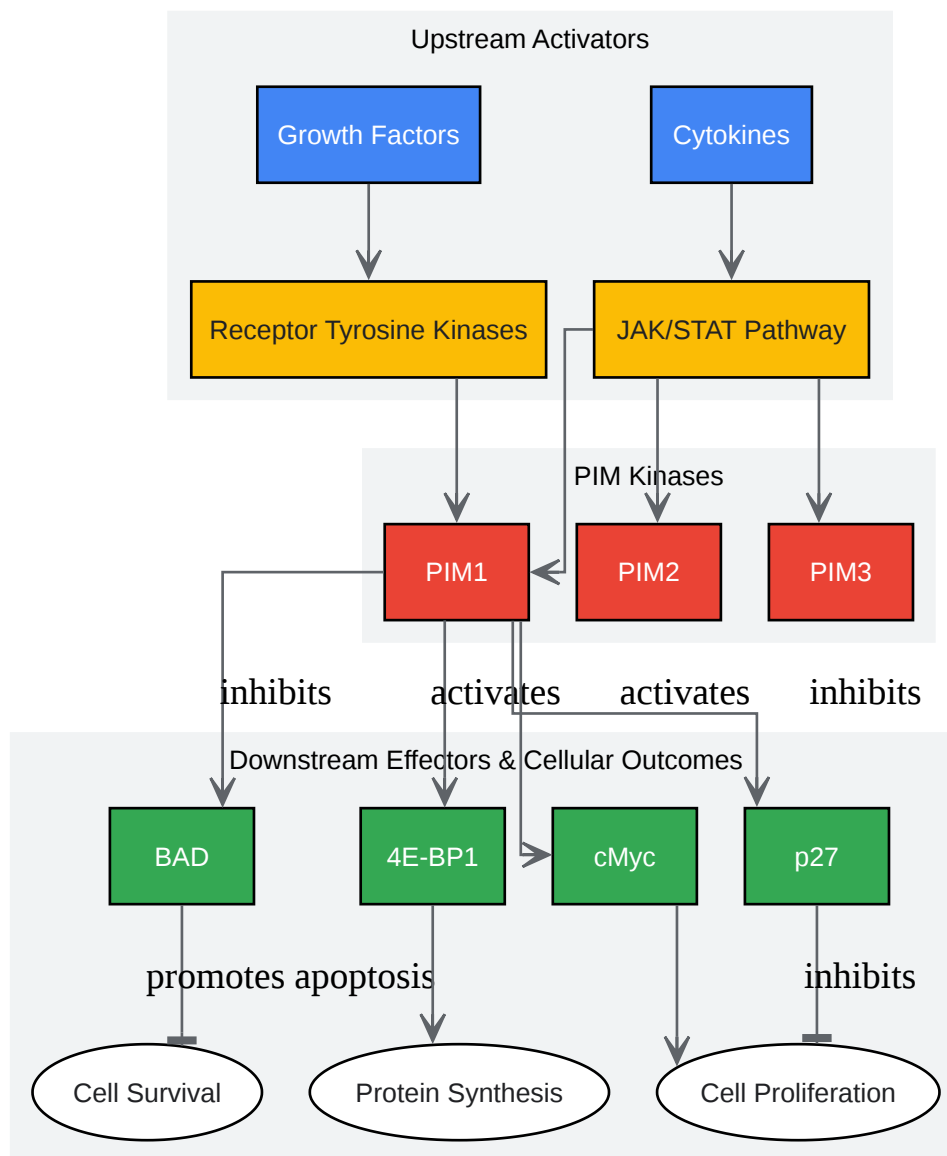 Upstream Activators
Growth Factors
Cytokines
Receptor Tyrosine Kinases
JAK/STAT Pathway
PIM Kinases
PIM1
PIM2
PIM3
inhibits
activates
activates
inhibits
Downstream Effectors & Cellular Outcomes
BAD
4E-BP1
cMyc
p27
promotes apoptosis
inhibits
Cell Survival
Protein Synthesis
Cell Proliferation